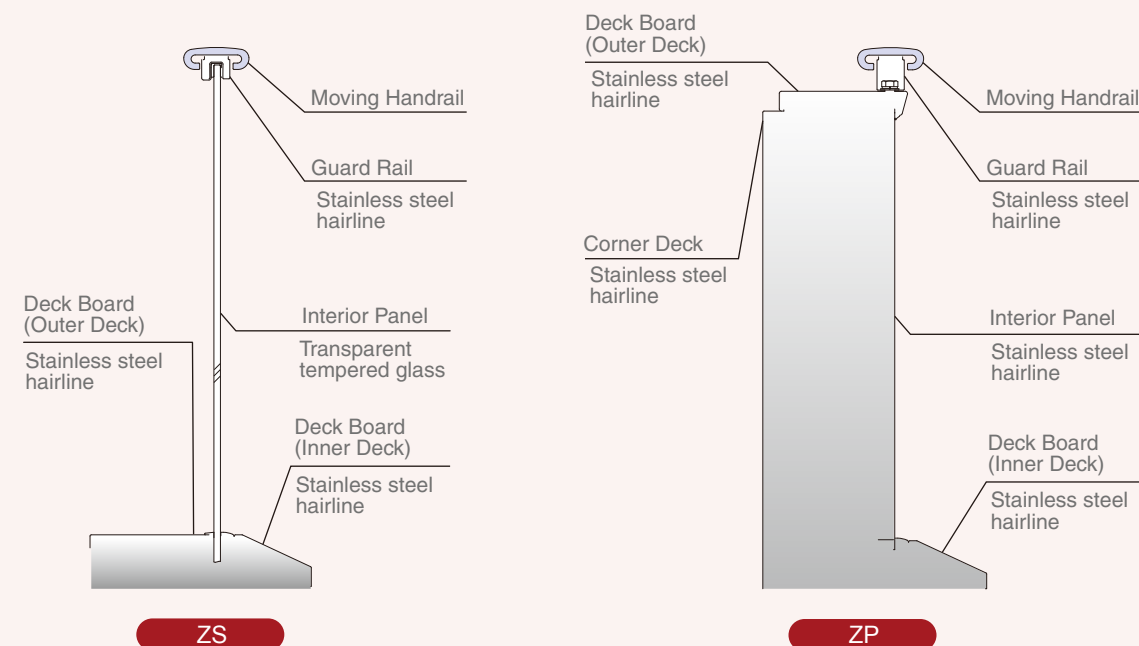 Moving Handrail
Guard Rail
Stainless steel
hairline
Deck Board
(Outer Deck)
Stainless steel
hairline
Interior Panel
Transparent
tempered glass
Deck Board
(Inner Deck)
Stainless steel
hairline
ZS
Deck Board
(Outer Deck)
Stainless steel
hairline
Moving Handrail
Guard Rail
Stainless steel
hairline
Corner Deck
Stainless steel
hairline
Interior Panel
Stainless steel
hairline
Deck Board
(Inner Deck)
Stainless steel
hairline
ZP